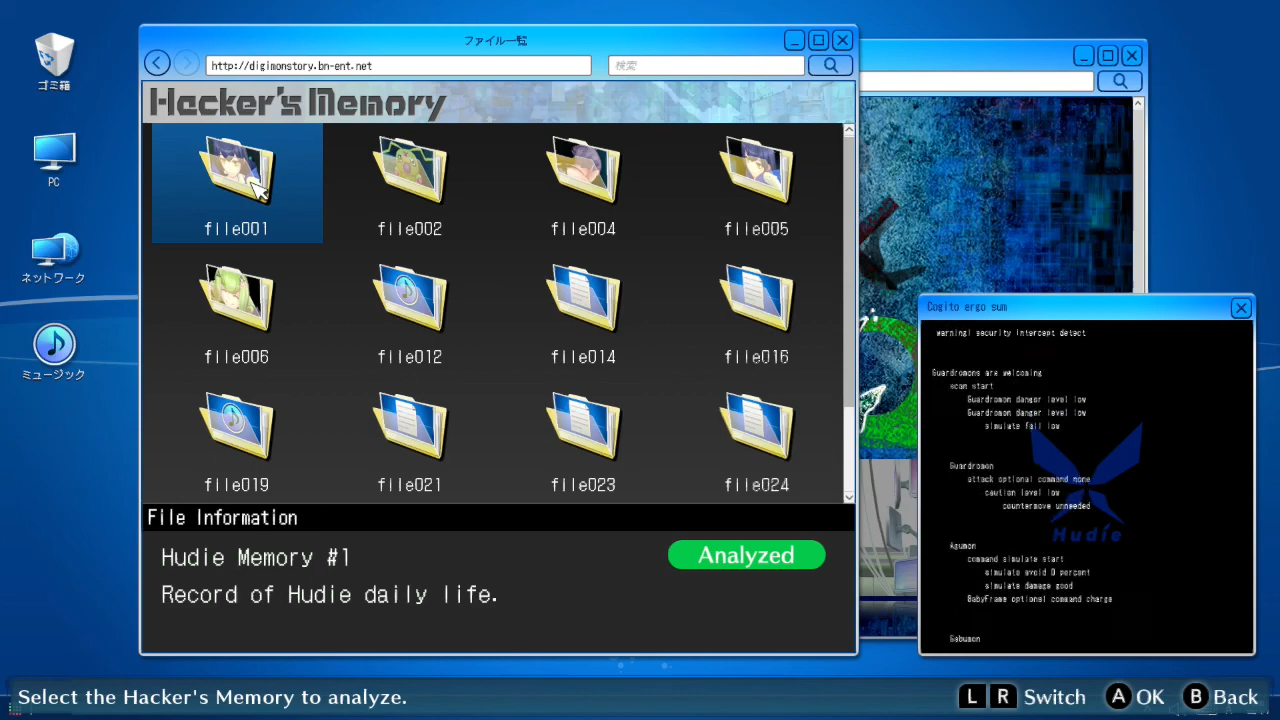 ゴミ箱
PC
ネットワーク
ミュージック
ファイル一覧
http://digimonstory.bn-ent.net
検索
Hacker's Memory
file001
file002
file004
file005
file006
file012
file014
file016
file019
file021
file023
file024
File Information
Hudie Memory #1
Analyzed
Record of Hudie daily life.
Cogito ergo sum
warning! security intercept detect
Guardromons are welcoming
scan start
Guardromon danger level low
Guardromon danger level low
simulate fail low
Guardromon
attack optional command none
caution level low
countermove unneeded
Hudie
Agumon
command simulate start
simulate avoid 0 percent
simulate damage good
BabyFrame optional command charge
Gabumon
Select the Hacker's Memory to analyze.
L R Switch A OK B Back